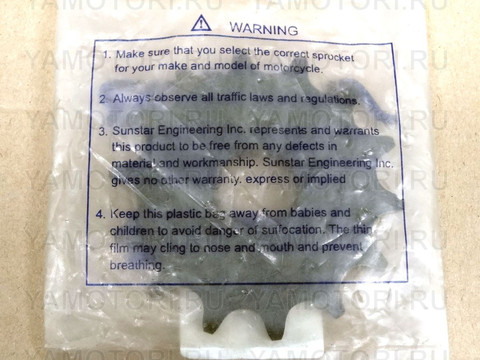 ⚠ WARNING
1. Make sure that you select the correct sprocket
for your make and model of motorcycle.
2. Always observe all traffic laws and regulations.
3. Sunstar Engineering Inc. represents and warrants
this product to be free from any defects in
material and workmanship. Sunstar Engineering Inc.
gives no other warranty. express or implied
4. Keep this plastic bag away from babies and
children to avoid danger of suffocation. The thin
film may cling to nose and mouth and prevent
breathing.
YAMOTORI.RU